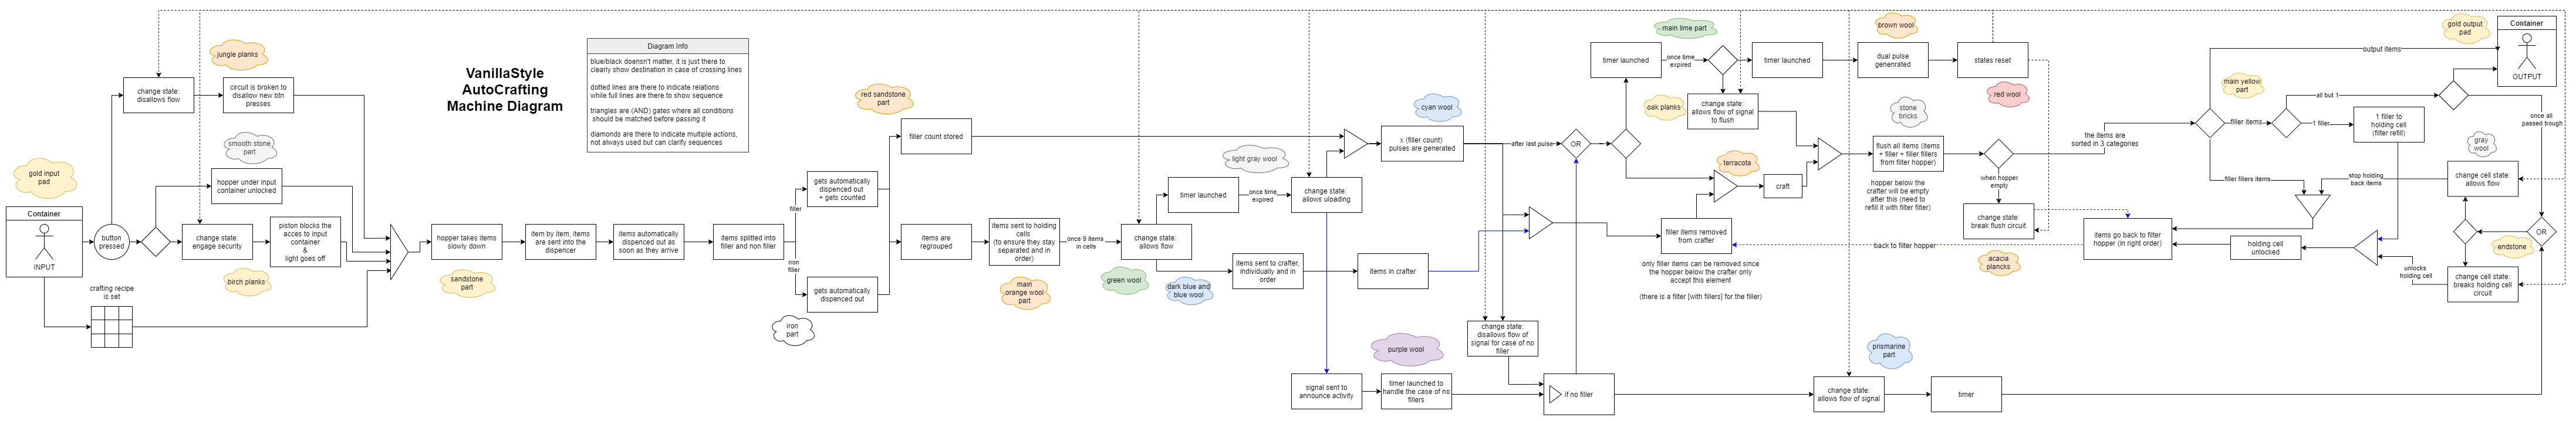 VanillaStyle
AutoCrafting
Machine Diagram
Diagram Info
blue/black doensn't matter, it is just there to
clearly show destination in case of crossing lines
dotted lines are there to indicate relations
while full lines are there to show sequence
triangles are (AND) gates where all conditions
should be matched before passing it
diamonds are there to indicate multiple actions,
not always used but can clarify sequences
gold input
pad
Container
INPUT
button
pressed
crafting recipe
is set
jungle planks
change state:
disallows flow
circuit is broken to
disallow new btn
presses
smooth stone
part
hopper under input
container unlocked
change state:
engage security
piston blocks the
acces to input
container
&
light goes off
birch planks
hopper takes items
slowly down
sandstone
part
item by item, items
are sent into the
dispencer
items automatically
dispenced out as
soon as they arrive
items splitted into
filler and non filler
filler
non
filler
gets automatically
dispenced out
+ gets counted
gets automatically
dispenced out
iron
part
red sandstone
part
filler count stored
items are
regrouped
items sent to holding
cells
(to ensure they stay
separated and in
order)
main
orange wool
part
once 9 items
in cells
change state:
allows flow
green wool
timer launched
once time
expired
light gray wool
change state:
allows uloading
dark blue and
blue wool
items sent to crafter,
individually and in
order
items in crafter
cyan wool
x (filler count)
pulses are generated
after last pulse
OR
change state:
disallows flow of
signal for case of no
filler
purple wool
signal sent to
announce activity
timer launched to
handle the case of no
fillers
if no filler
main lime part
timer launched
once time
expired
timer launched
oak planks
change state:
allows flow of signal
to flush
terracota
craft
filler items removed
from crafter
only filler items can be removed since
the hopper below the crafter only
accept this element
(there is a filter [with fillers] for the filler)
brown wool
dual pulse
genenrated
states reset
red wool
stone
bricks
flush all items (items
+ filler + filler fillers
from filter hopper)
hopper below the
crafter will be empty
after this (need to
refill it with filter filter)
when hopper
empty
change state:
break flush circuit
back to filter hopper
acacia
plancks
prismarine
part
change state:
allows flow of signal
timer
the items are
sorted in 3 categories
output items
main yellow
part
filler items
all but 1
1 filler
1 filler to
holding cell
(filter refill)
filler fillers items
stop holding
back items
items go back to filter
hopper (in right order)
holding cell
unlocked
unlocks
holding cell
gold output
pad
Container
OUTPUT
once all
passed trough
gray
wool
change cell state:
allows flow
OR
endstone
change cell state:
breaks holding cell
circuit